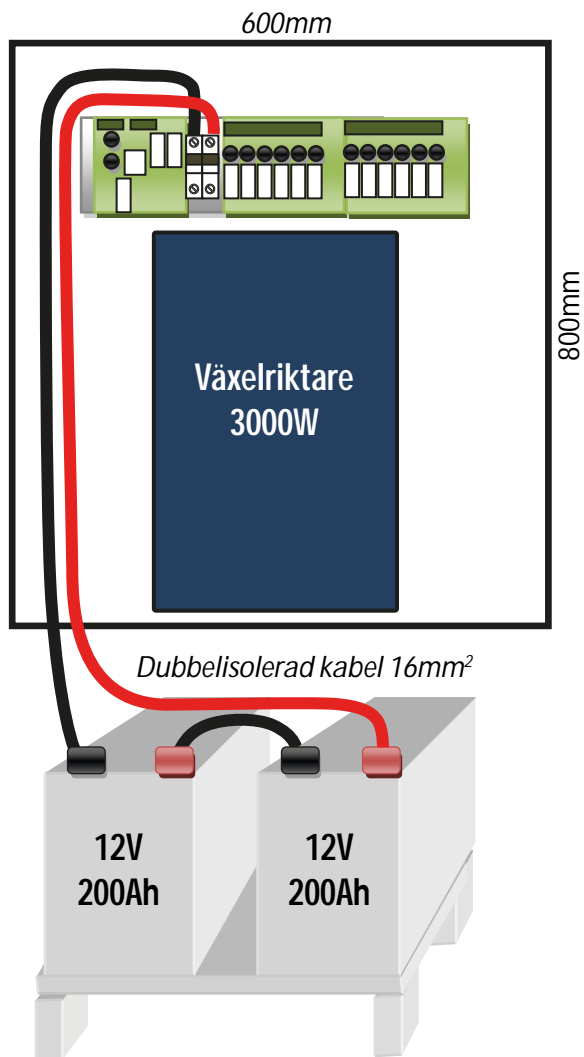 600mm
800mm
Växelriktare
3000W
Dubbelisolerad kabel 16mm²
12V
200Ah
12V
200Ah